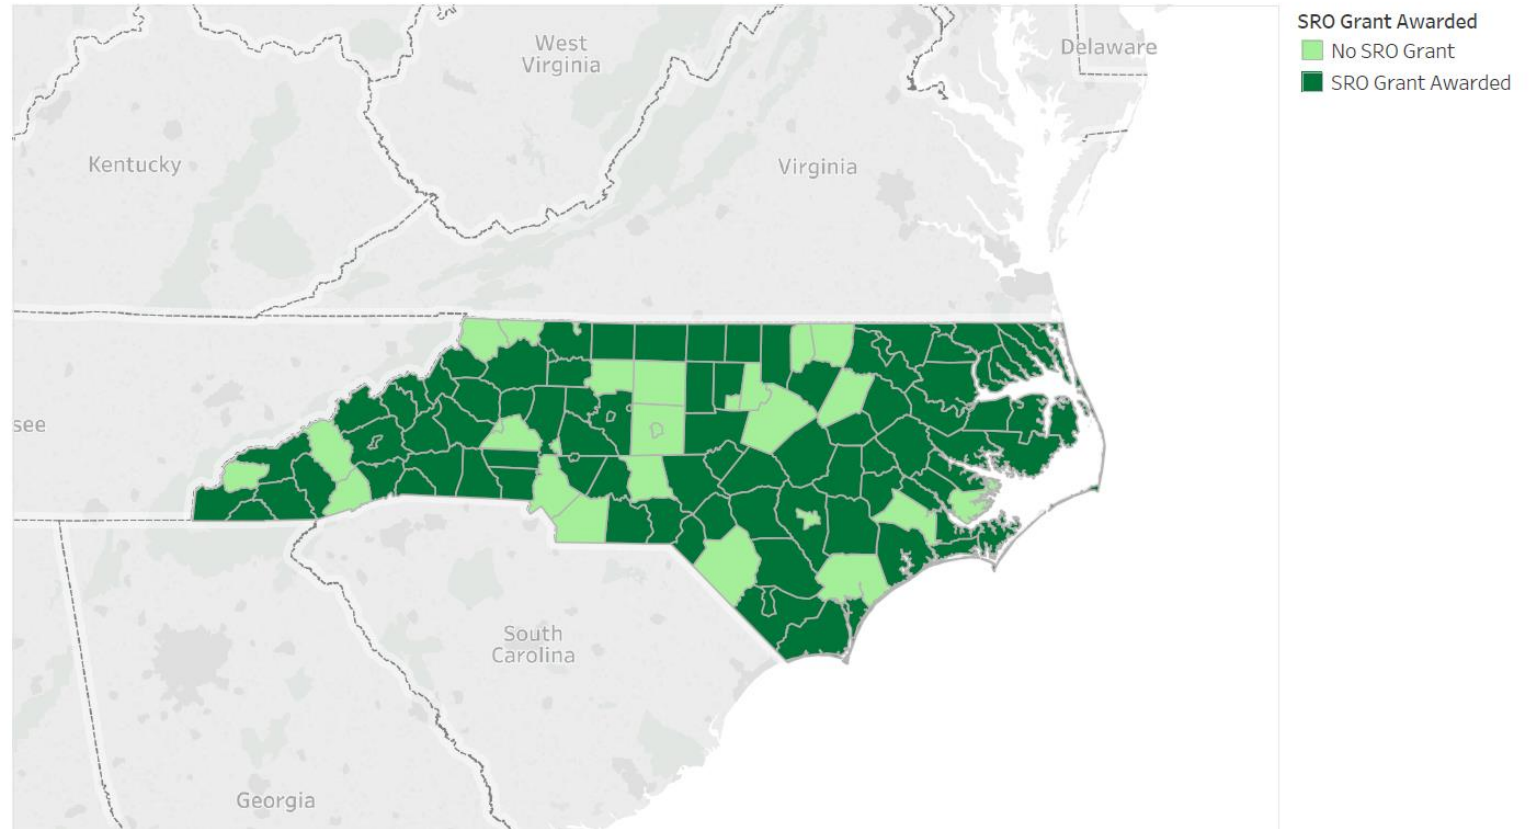 SRO Grant Awarded
No SRO Grant
SRO Grant Awarded
West
Virginia
Delaware
Kentucky
Virginia
see
South
Carolina
Georgia